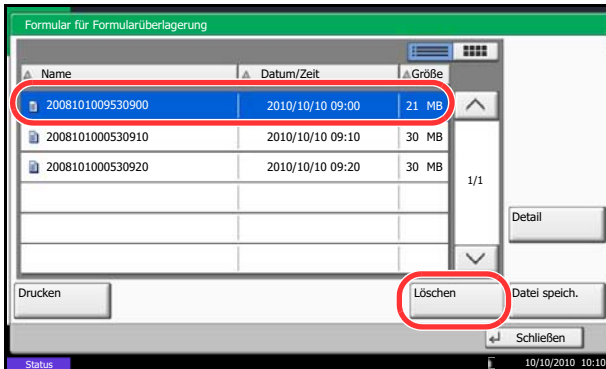 Formular für Formularüberlagerung
Name Datum/Zeit Größe
2008101009530900 2010/10/10 09:00 21 MB
2008101000530910 2010/10/10 09:10 30 MB
2008101000530920 2010/10/10 09:20 30 MB
1/1
Detail
Drucken Löschen Datei speich.
Schließen
Status 10/10/2010 10:10